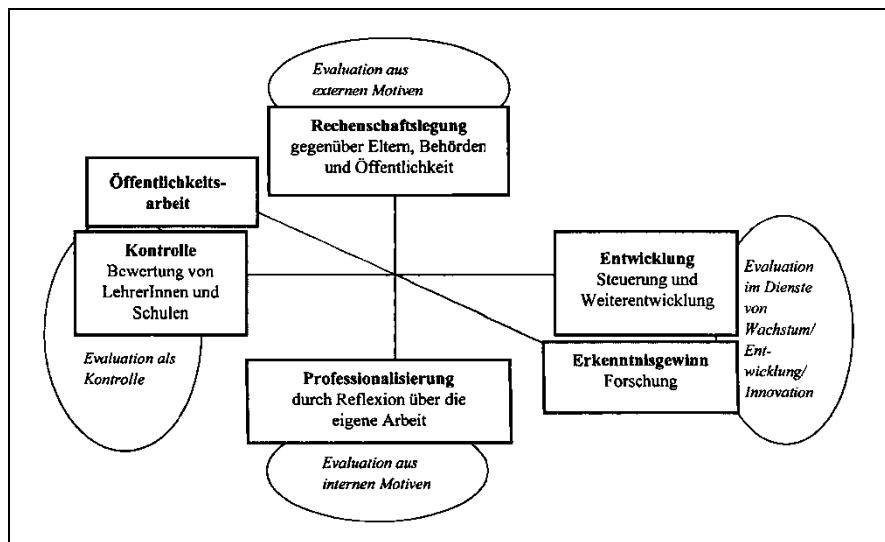 Evaluation aus
externen Motiven
Rechenschaftslegung
gegenüber Eltern, Behörden
und Öffentlichkeit
Öffentlichkeits-
arbeit
Kontrolle
Bewertung von
LehrerInnen und
Schulen
Evaluation als
Kontrolle
Entwicklung
Steuerung und
Weiterentwicklung
Evaluation
im Dienste
von
Wachstum/
Ent-
wicklung/
Innovation
Erkenntnisgewinn
Forschung
Professionalisierung
durch Reflexion über die
eigene Arbeit
Evaluation aus
internen Motiven